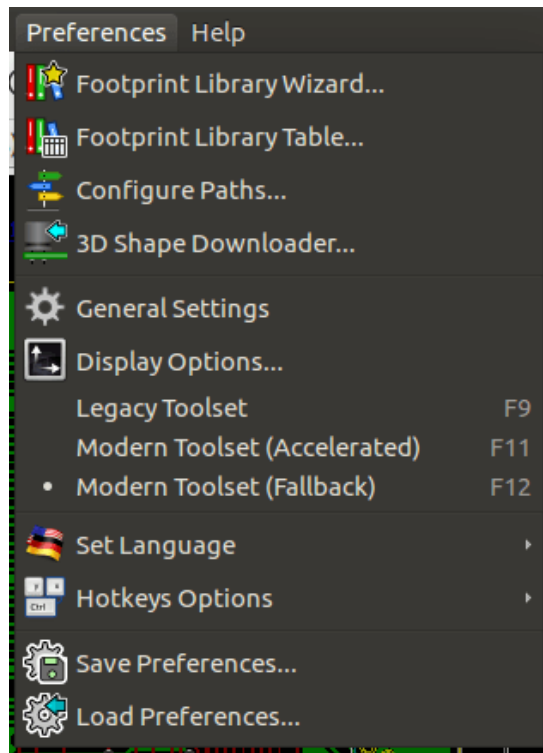 Preferences Help
Footprint Library Wizard...
Footprint Library Table...
Configure Paths...
3D Shape Downloader...
General Settings
Display Options...
Legacy Toolset F9
Modern Toolset (Accelerated) F11
Modern Toolset (Fallback) F12
Set Language
Hotkeys Options
Save Preferences...
Load Preferences...